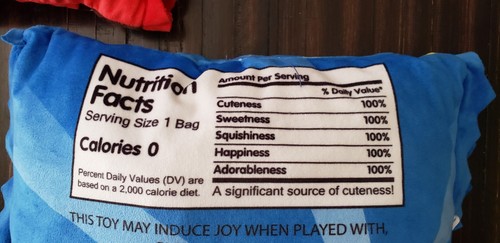 Nutrition
Facts
Serving Size 1 Bag
Calories 0
Percent Daily Values (DV) are
based on a 2,000 calorie diet.
Amount Per Serving
% Daily Value*
Cuteness 100%
Sweetness 100%
Squishiness 100%
Happiness 100%
Adorableness 100%
A significant source of cuteness!
THIS TOY MAY INDUCE JOY WHEN PLAYED WITH,